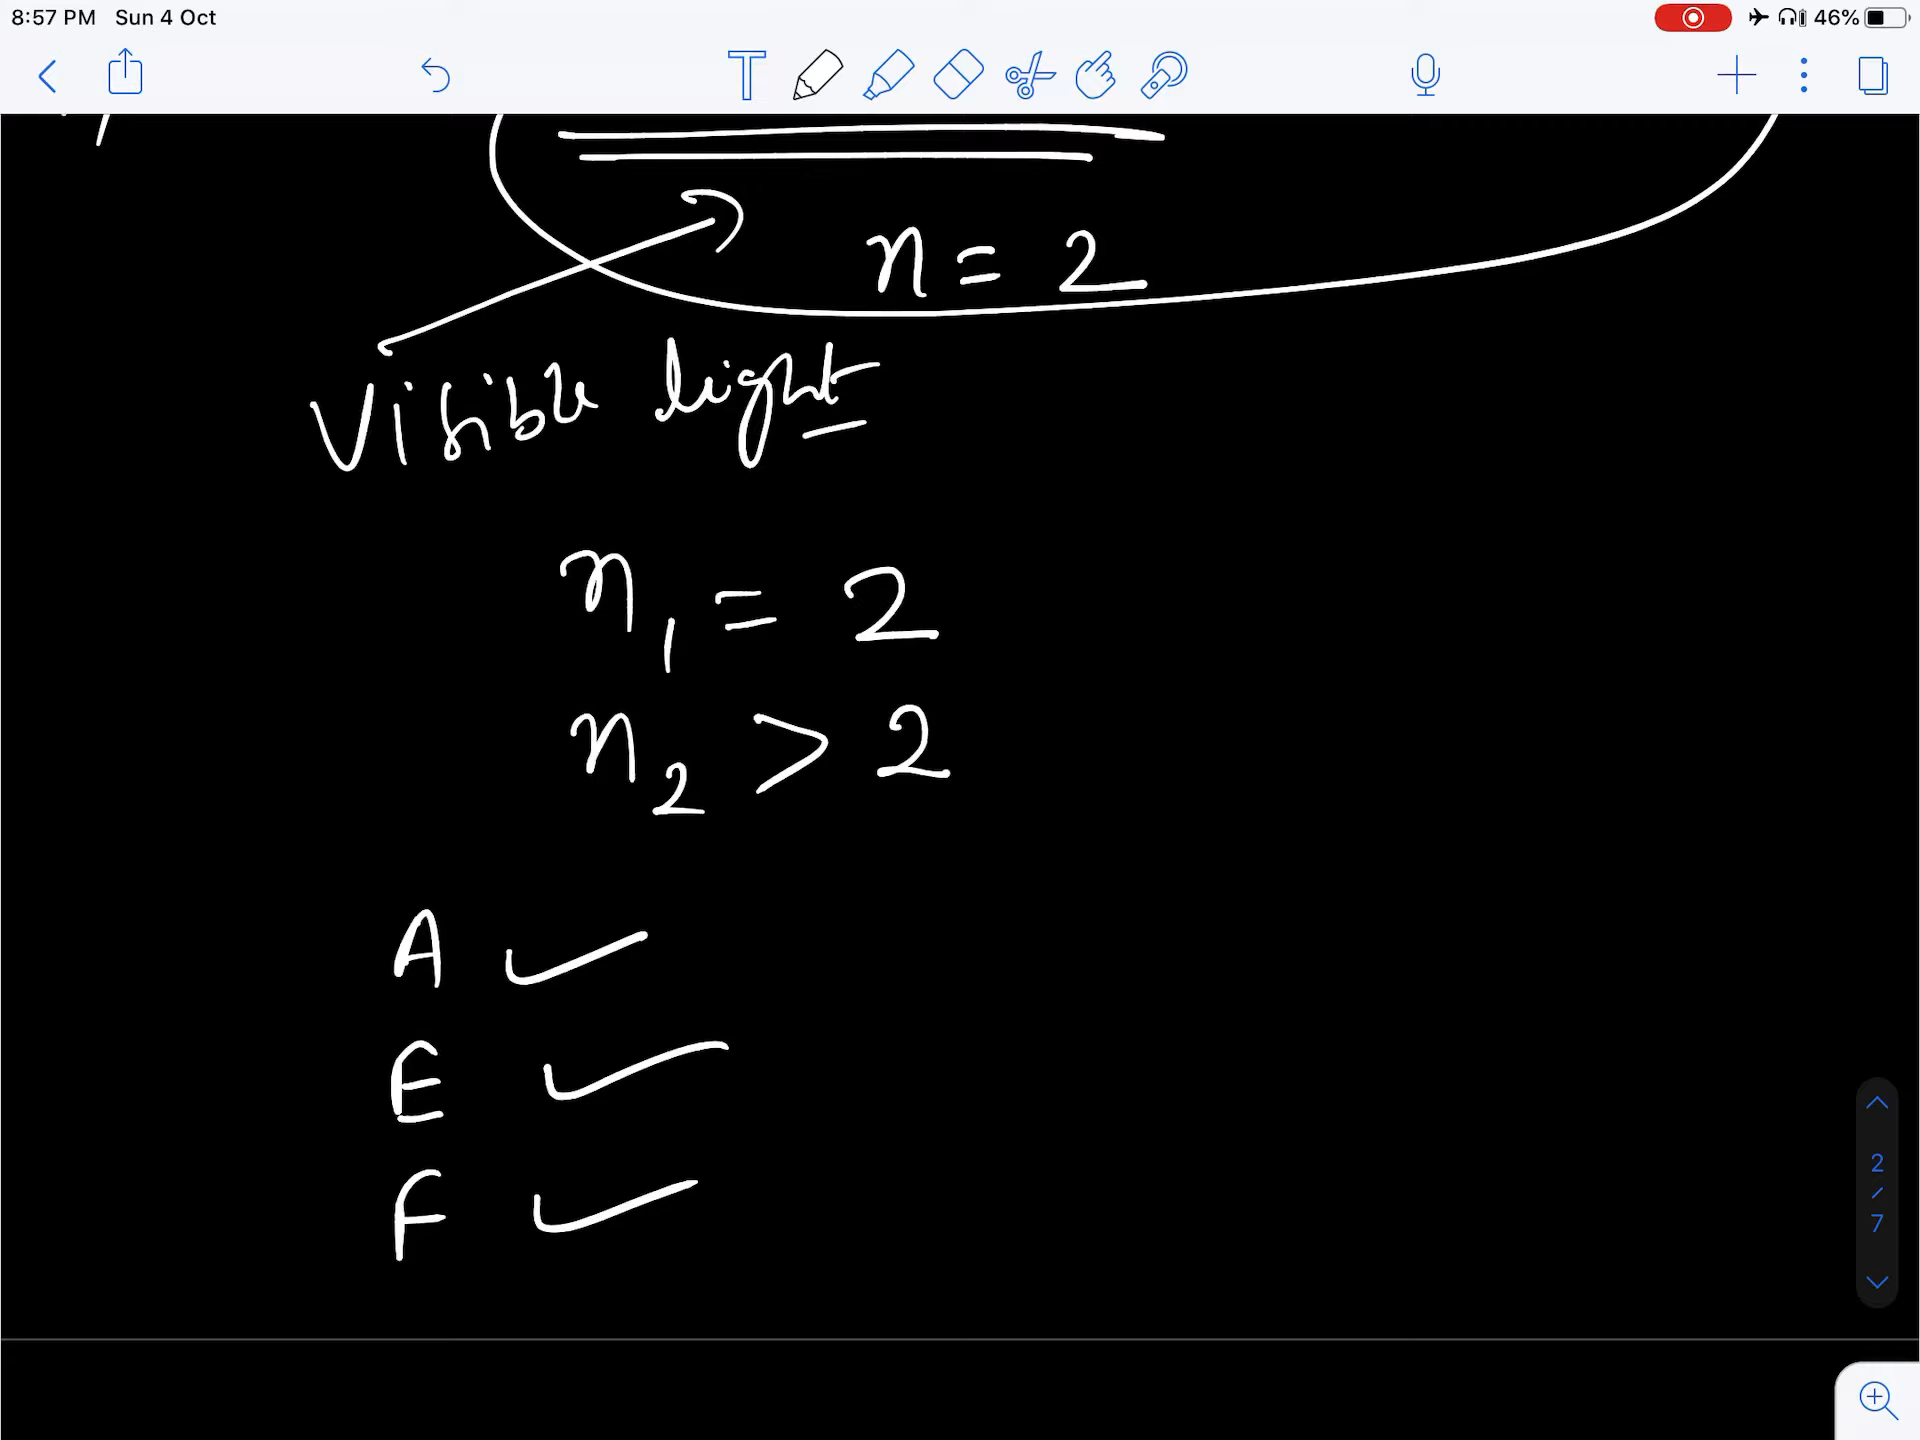 8:57 PM Sun 4 Oct
46%
T
n = 2
Visible light
n₁ = 2
n₂ > 2
A ✓
E ✓
F ✓
2
/
7